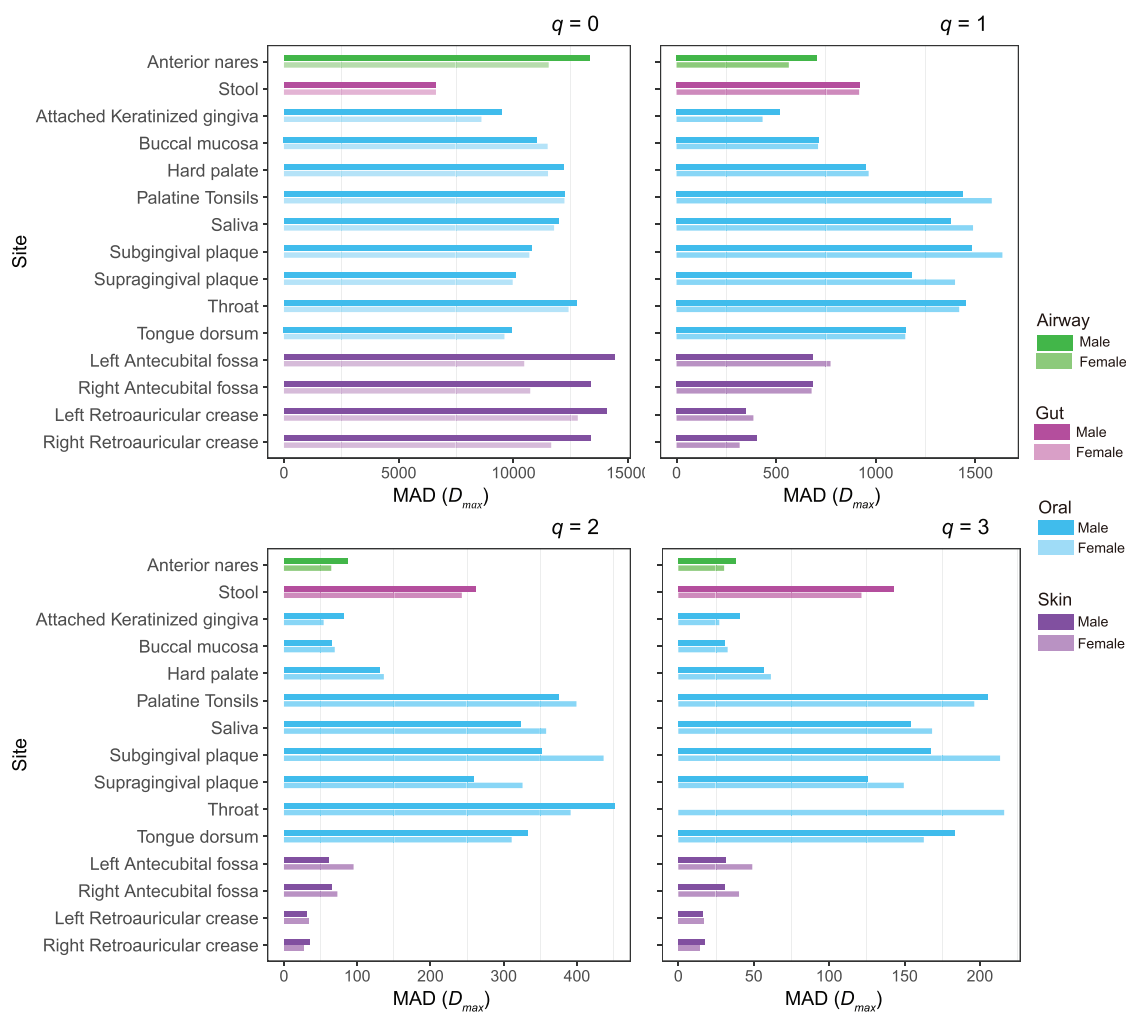 q = 0
q = 1
Anterior nares
Stool
Attached Keratinized gingiva
Buccal mucosa
Hard palate
Palatine Tonsils
Saliva
Subgingival plaque
Supragingival plaque
Throat
Tongue dorsum
Left Antecubital fossa
Right Antecubital fossa
Left Retroauricular crease
Right Retroauricular crease
Site
0 5000 10000 15000
0 500 1000 1500
MAD (Dmax)
MAD (Dmax)
q = 2
q = 3
Anterior nares
Stool
Attached Keratinized gingiva
Buccal mucosa
Hard palate
Palatine Tonsils
Saliva
Subgingival plaque
Supragingival plaque
Throat
Tongue dorsum
Left Antecubital fossa
Right Antecubital fossa
Left Retroauricular crease
Right Retroauricular crease
Site
0 100 200 300 400
0 50 100 150 200
MAD (Dmax)
MAD (Dmax)
Airway
Male
Female
Gut
Male
Female
Oral
Male
Female
Skin
Male
Female